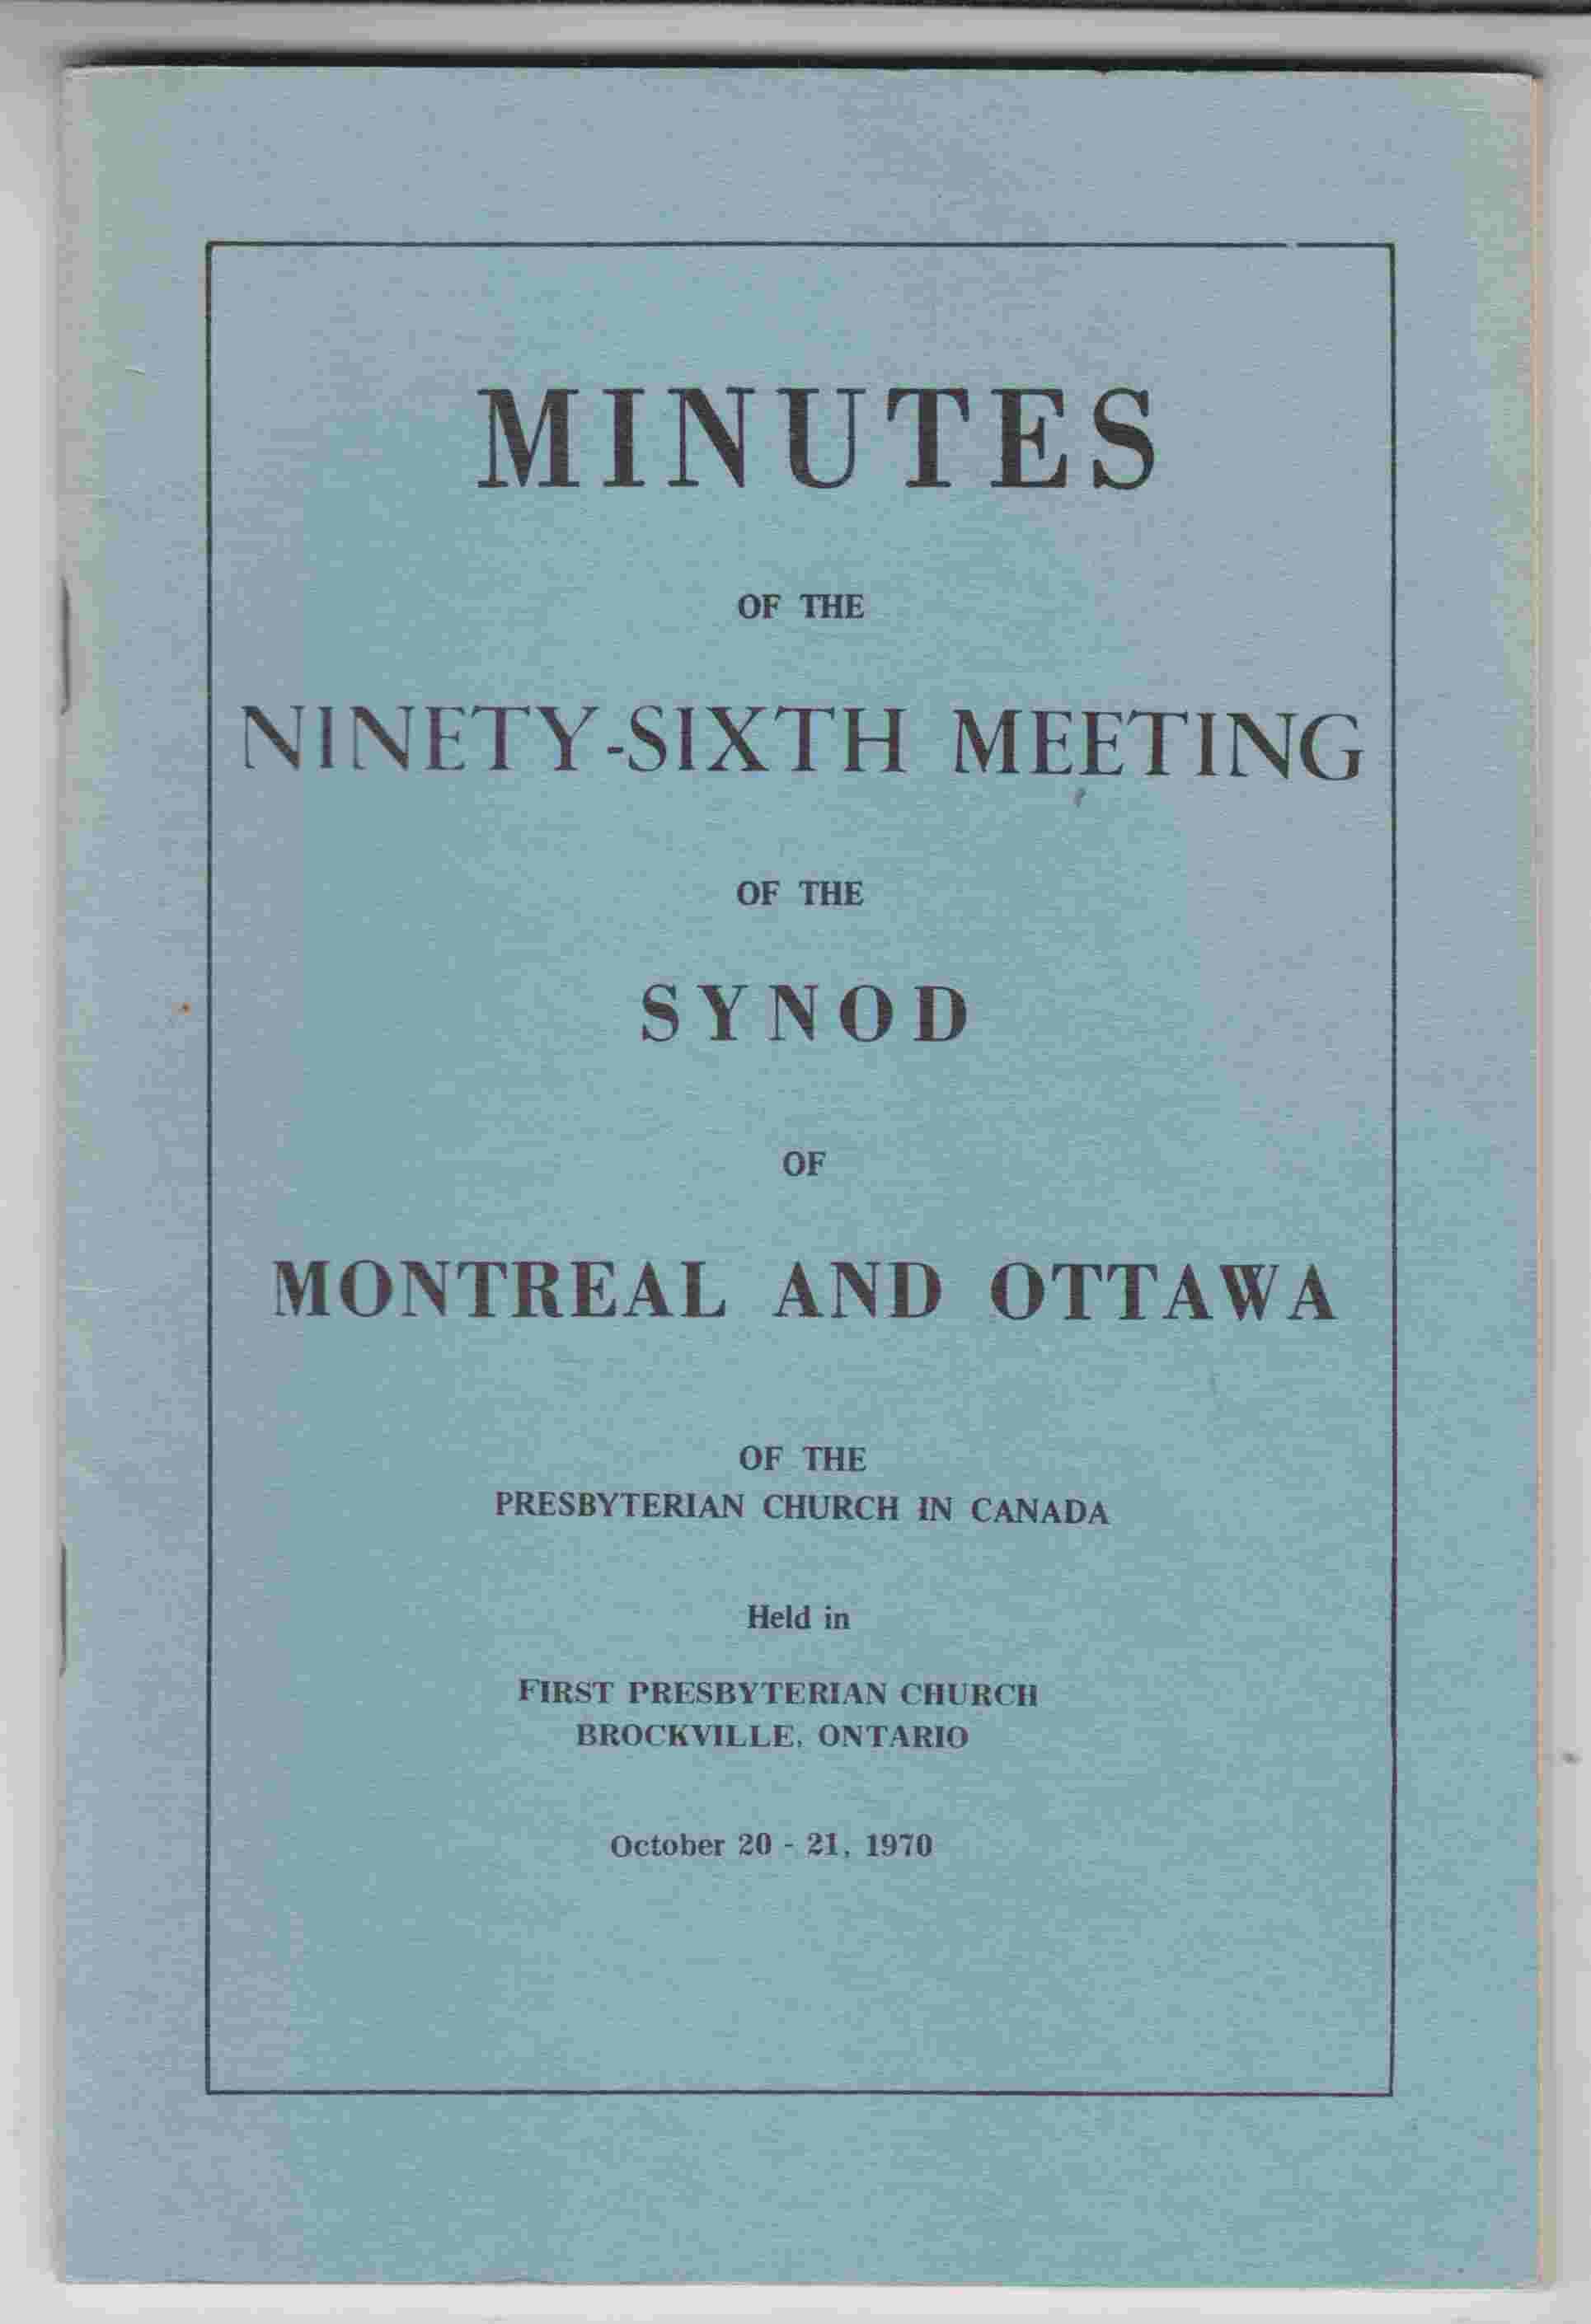 MINUTES
OF THE
NINETY-SIXTH MEETING
OF THE
SYNOD
OF
MONTREAL AND OTTAWA
OF THE
PRESBYTERIAN CHURCH IN CANADA
Held in
FIRST PRESBYTERIAN CHURCH
BROCKVILLE, ONTARIO
October 20 - 21, 1970